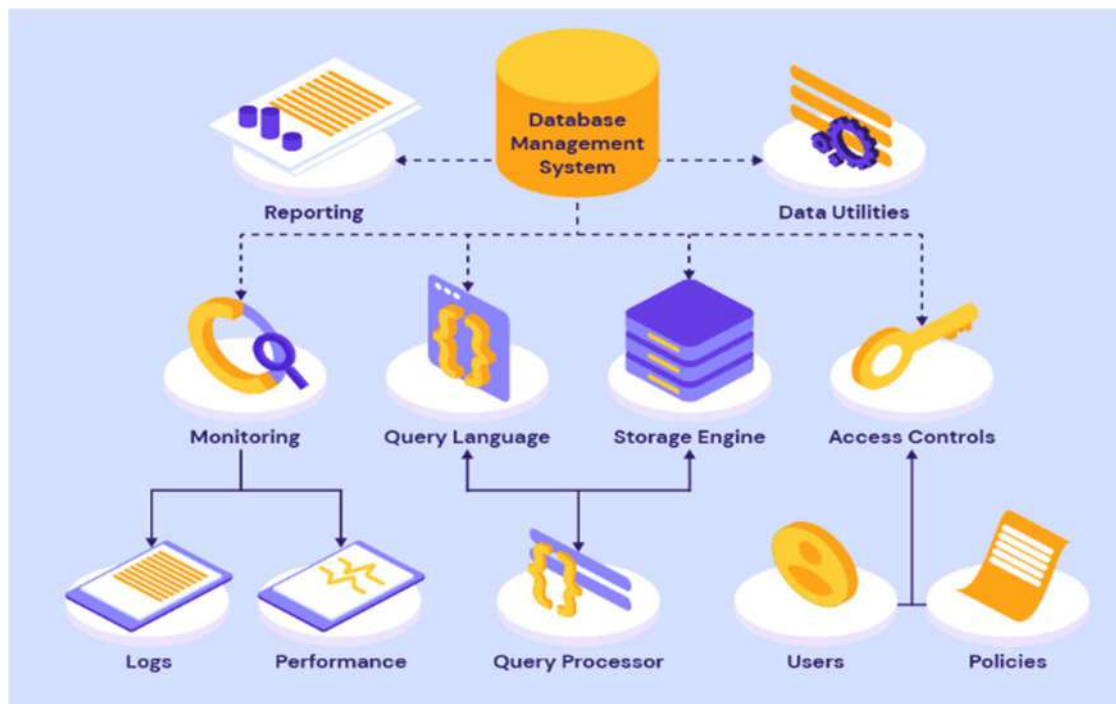 Database
Management
System
Reporting
Data Utilities
Monitoring
Query Language
Storage Engine
Access Controls
Logs
Performance
Query Processor
Users
Policies